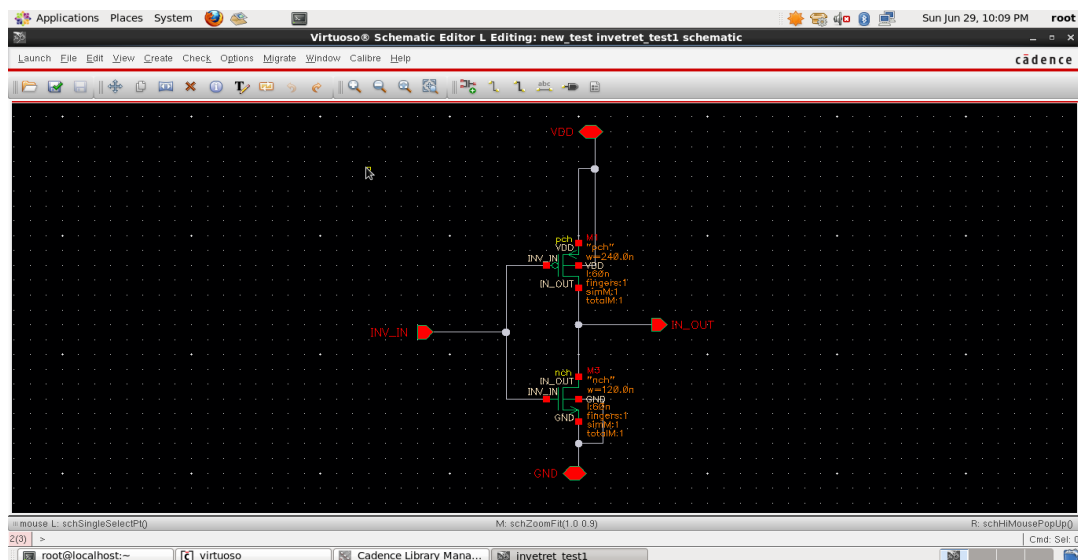 Applications Places System Sun Jun 29, 10:09 PM root
Virtuoso® Schematic Editor L Editing: new_test invetret_test1 schematic
Launch File Edit View Create Check Options Migrate Window Calibre Help cādence
VDD
pch
VDD
"pch"
INV_IN
w=240.0n
VDD
l:60n
IN_OUT
fingers:1
simM:1
totalM:1
INV_IN
IN_OUT
nch
M3
IN_OUT
"nch"
INV_IN
w=120.0n
GND
l:60n
GND
fingers:1
simM:1
totalM:1
GND
mouse L: schSingleSelectPt() M: schZoomFit(1.0 0.9) R: schHiMousePopUp()
2(3) > Cmd: Sel: 0
root@localhost:~ virtuoso Cadence Library Mana... invetret_test1